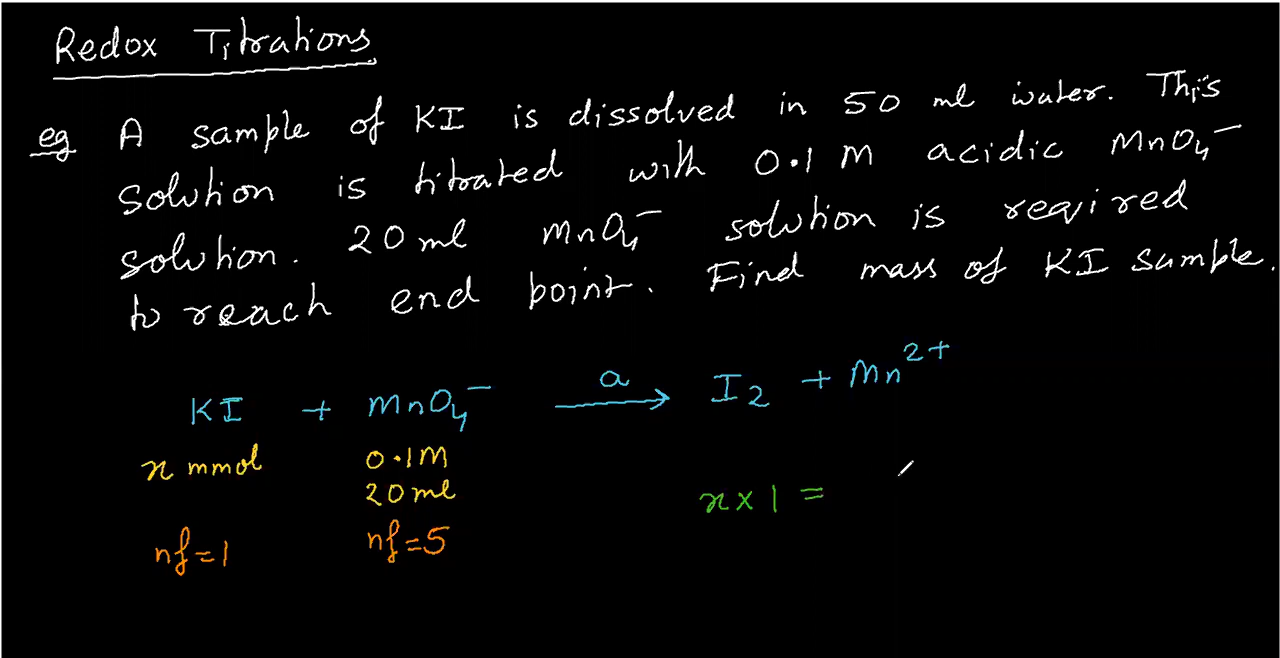 Redox Titrations
eg A sample of KI is dissolved in 50 ml water. This
solution is titrated with 0.1 M acidic MnO₄⁻
solution. 20 ml MnO₄⁻ solution is required
to reach end point. Find mass of KI sample.
KI + MnO₄⁻ →ᵃ I₂ + Mn²⁺
x mmol 0.1M
20 ml
nf=1 nf=5
x×1 =